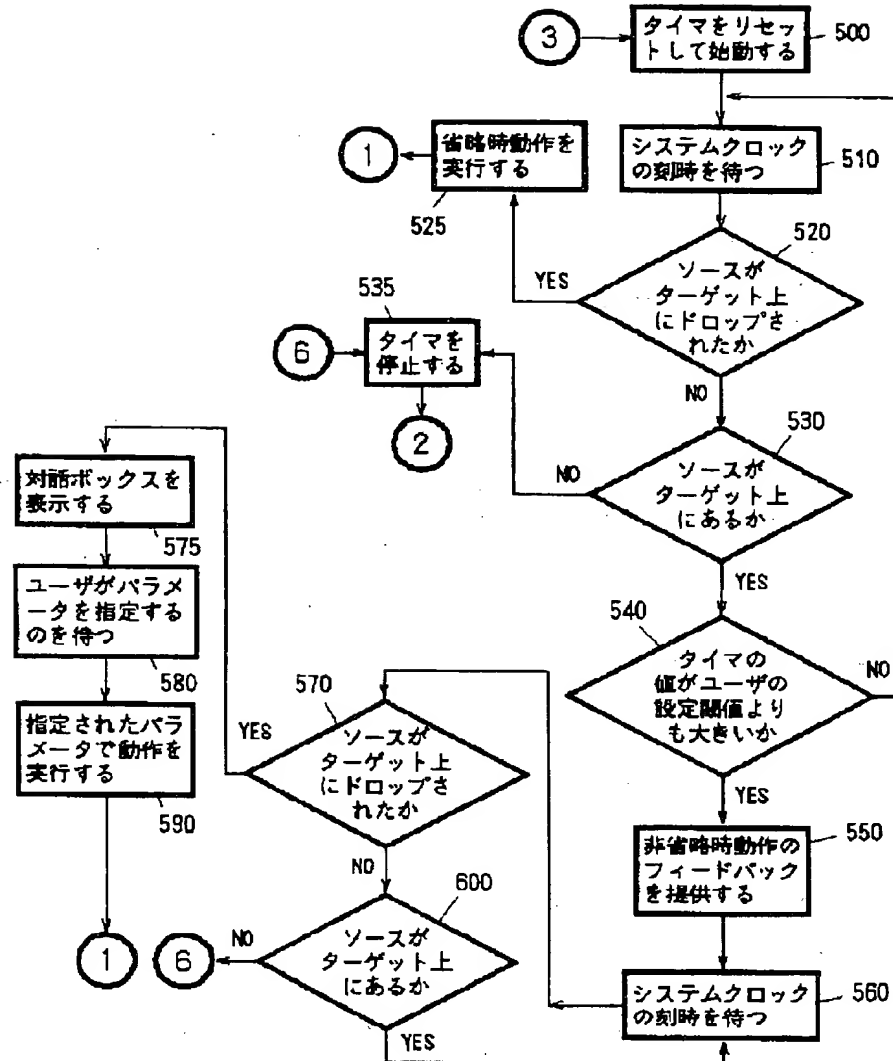 3
タイマをリセッ
トして始動する
500
1
省略時動作を
実行する
525
システムクロック
の刻時を待つ
510
520
ソースが
ターゲット上
にドロップさ
れたか
YES
NO
535
6
タイマを
停止する
2
530
ソースが
ターゲット上
にあるか
NO
YES
対話ボックスを
表示する
575
ユーザがパラメ
ータを指定する
のを待つ
580
指定されたパラ
メータで動作を
実行する
590
1
540
タイマの
値がユーザの
設定閾値より
も大きいか
NO
YES
570
ソースが
ターゲット上
にドロップさ
れたか
YES
NO
550
非省略時動作の
フィードバック
を提供する
600
ソースが
ターゲット上
にあるか
NO
6
YES
システムクロック
の刻時を待つ
560